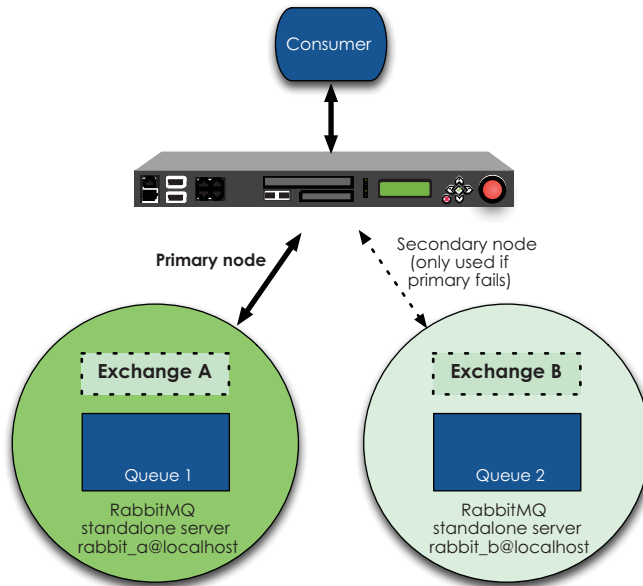 Consumer
Primary node
Secondary node
(only used if
primary fails)
Exchange A
Queue 1
RabbitMQ
standalone server
rabbit_a@localhost
Exchange B
Queue 2
RabbitMQ
standalone server
rabbit_b@localhost